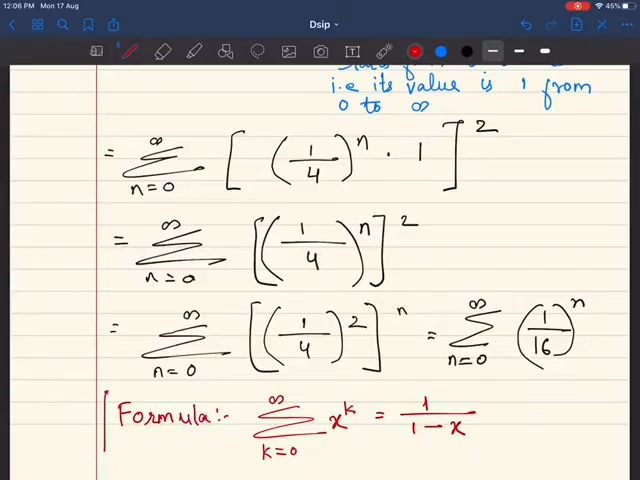 12:06 PM Mon 17 Aug
45%
Dsip
i.e its value is 1 from
0 to ∞
= ∞ Σ n=0 [ (1/4)^n · 1 ]^2
= ∞ Σ n=0 [(1/4)^n]^2
= ∞ Σ n=0 [(1/4)^2]^n = ∞ Σ n=0 (1/16)^n
Formula:- ∞ Σ k=0 x^k = 1/(1-x)